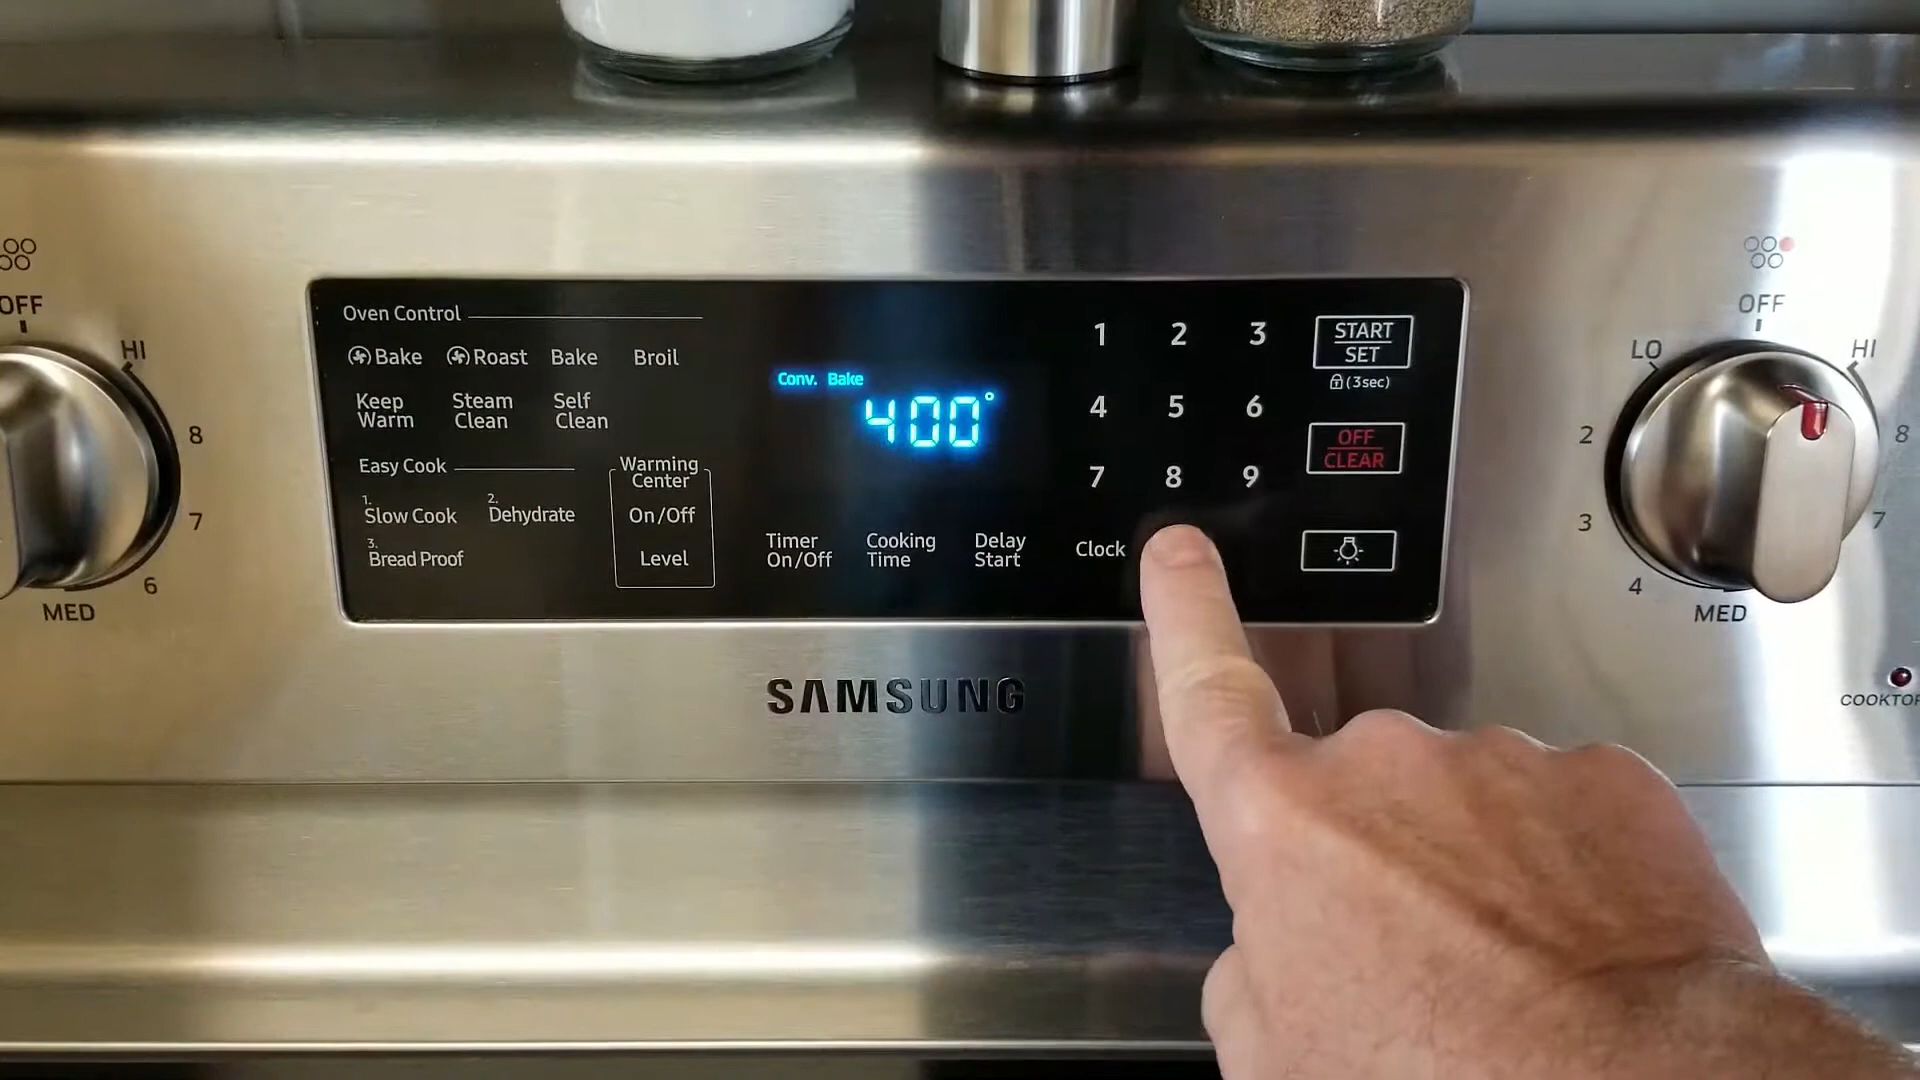 OFF
HI
8
7
6
MED
Oven Control
Bake
Roast
Bake
Broil
Keep
Warm
Steam
Clean
Self
Clean
Easy Cook
1.
Slow Cook
2.
Dehydrate
3.
Bread Proof
Warming
Center
On/Off
Level
Conv. Bake
400°
Timer
On/Off
Cooking
Time
Delay
Start
1 2 3
4 5 6
7 8 9
Clock
START
SET
(3sec)
OFF
CLEAR
SAMSUNG
OFF
LO
HI
2
8
3
7
4
MED